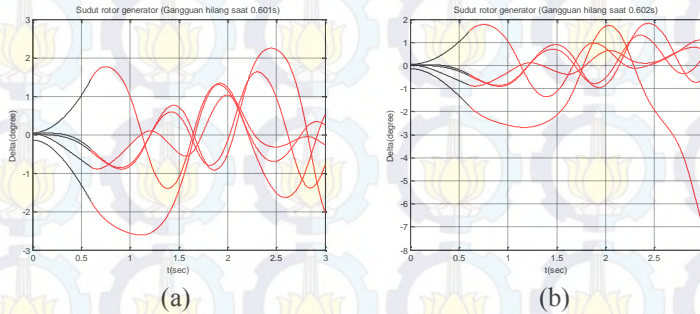 Sudut rotor generator (Gangguan hilang saat 0.601s)
3
2
1
0
-1
-2
-3
Delta(degree)
0 0.5 1 1.5 2 2.5 3
t(sec)
(a)
Sudut rotor generator (Gangguan hilang saat 0.602s)
2
1
0
-1
-2
-3
-4
-5
-6
-7
-8
Delta(degree)
0 0.5 1 1.5 2 2.5
t(sec)
(b)